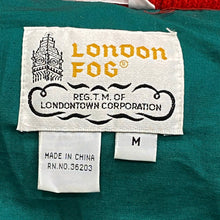 LONDON
FOG®
REG. T.M. OF
LONDONTOWN CORPORATION
MADE IN CHINA
RN.NO.36203
M